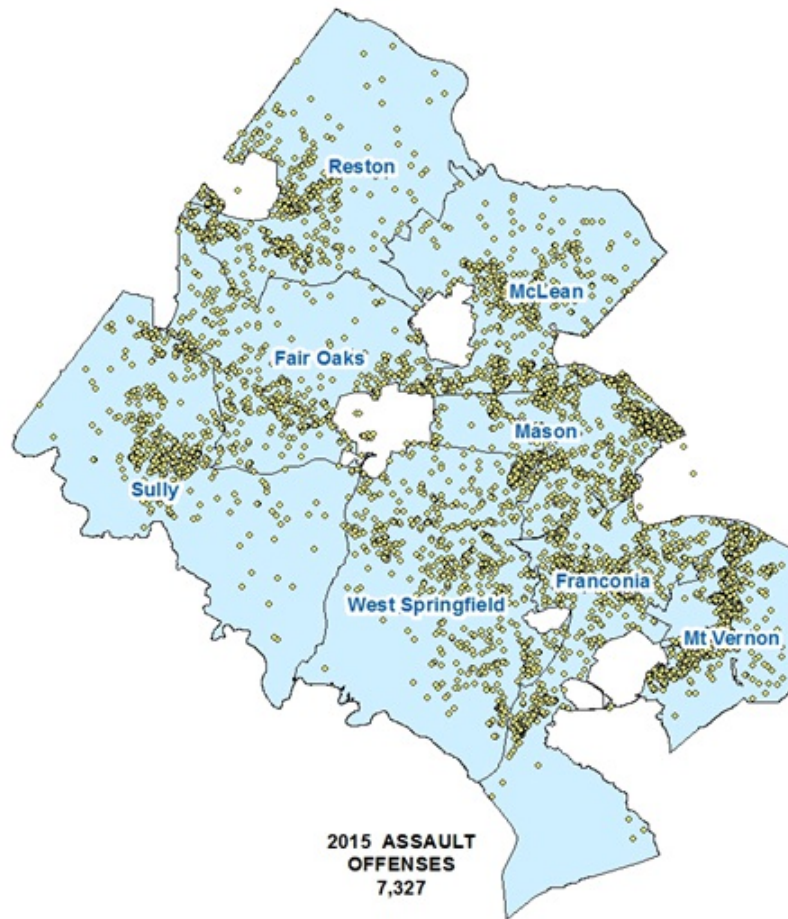 Reston
McLean
Fair Oaks
Mason
Sully
Franconia
West Springfield
Mt Vernon
2015 ASSAULT
OFFENSES
7,327